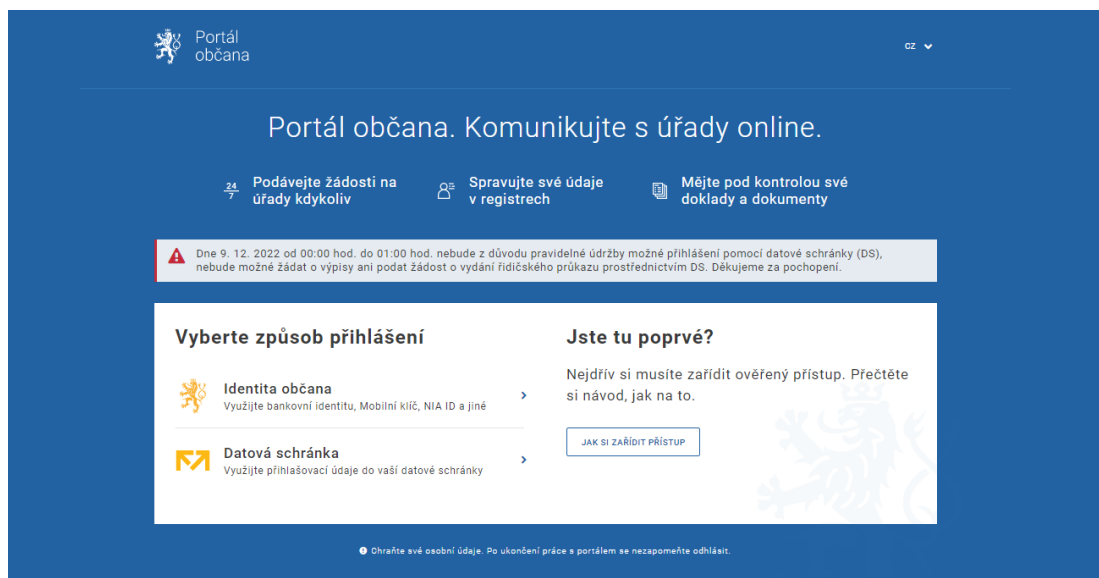 Portál
občana
CZ
Portál občana. Komunikujte s úřady online.
24
7
Podávejte žádosti na
úřady kdykoliv
Spravujte své údaje
v registrech
Mějte pod kontrolou své
doklady a dokumenty
Dne 9. 12. 2022 od 00:00 hod. do 01:00 hod. nebude z důvodu pravidelné údržby možné přihlášení pomocí datové schránky (DS),
nebude možné žádat o výpisy ani podat žádost o vydání řidičského průkazu prostřednictvím DS. Děkujeme za pochopení.
Vyberte způsob přihlášení
Identita občana
Využijte bankovní identitu, Mobilní klíč, NIA ID a jiné
Datová schránka
Využijte přihlašovací údaje do vaší datové schránky
Jste tu poprvé?
Nejdřív si musíte zařídit ověřený přístup. Přečtěte
si návod, jak na to.
JAK SI ZAŘÍDIT PŘÍSTUP
Chraňte své osobní údaje. Po ukončení práce s portálem se nezapomeňte odhlásit.